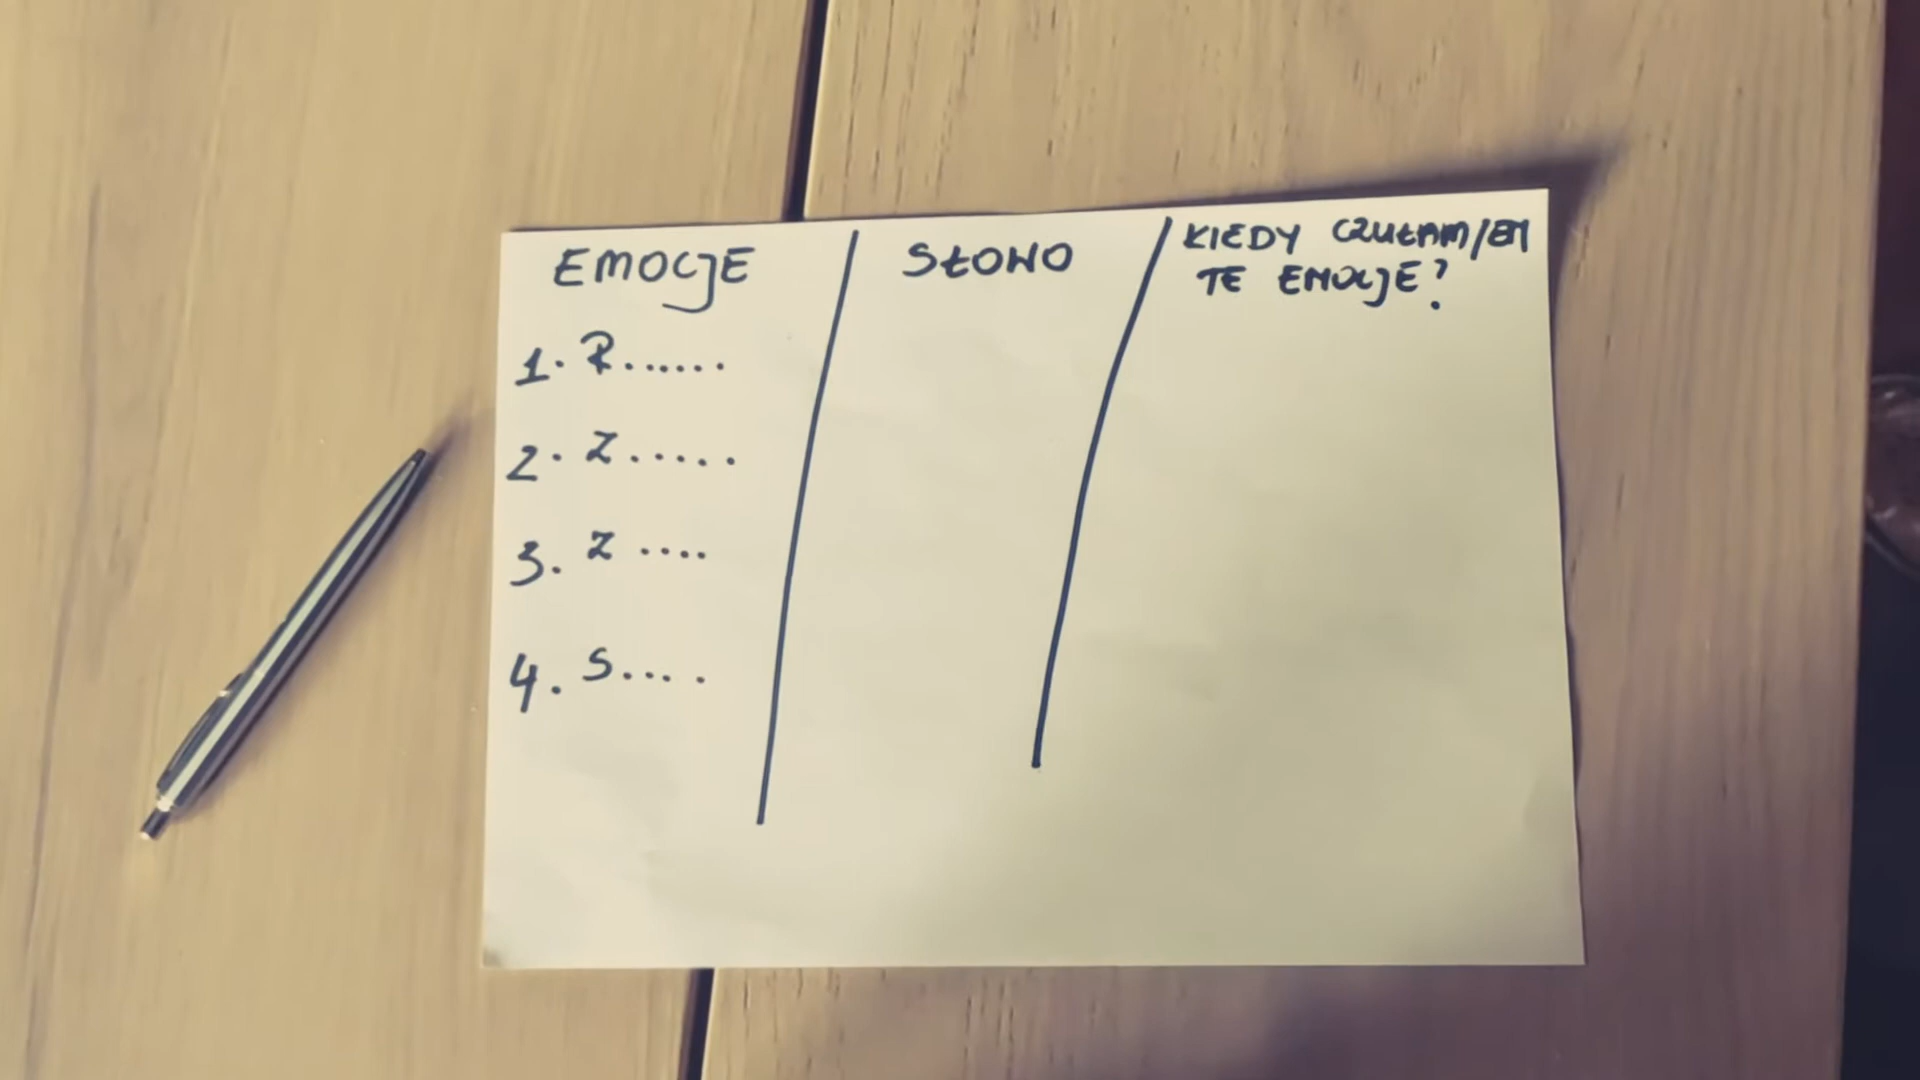 EMOCJE
SŁOWO
KIEDY CZUŁAM/EM
TE EMOCJE?
1. R......
2. Z.....
3. Z ....
4. S....